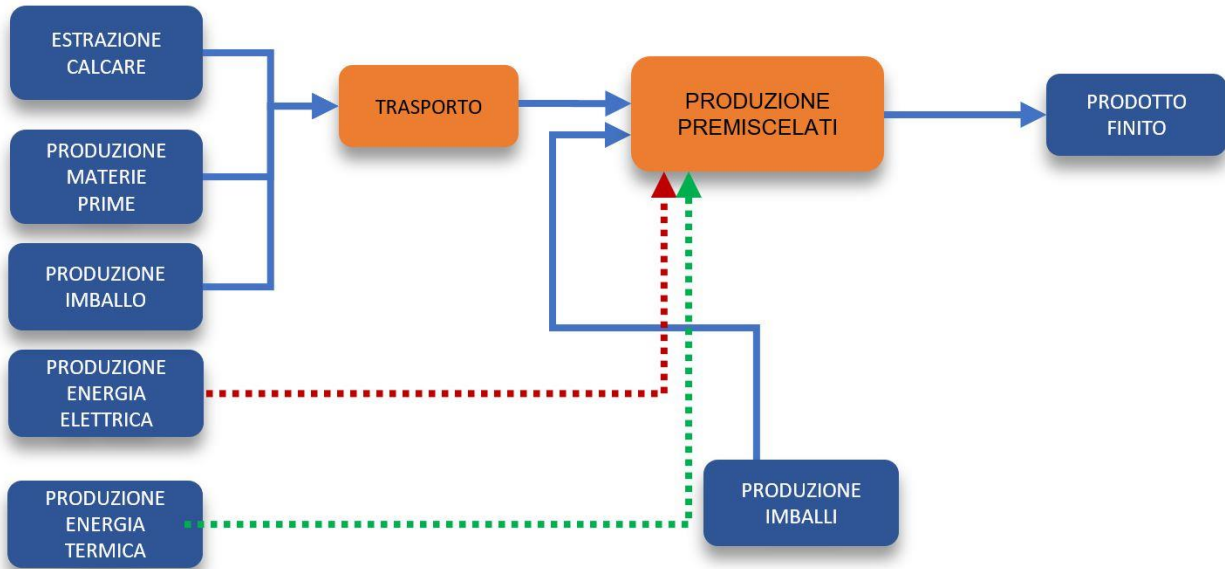 ESTRAZIONE
CALCARE
TRASPORTO
PRODUZIONE
PREMISCELATI
PRODOTTO
FINITO
PRODUZIONE
MATERIE
PRIME
PRODUZIONE
IMBALLO
PRODUZIONE
ENERGIA
ELETTRICA
PRODUZIONE
ENERGIA
TERMICA
PRODUZIONE
IMBALLI